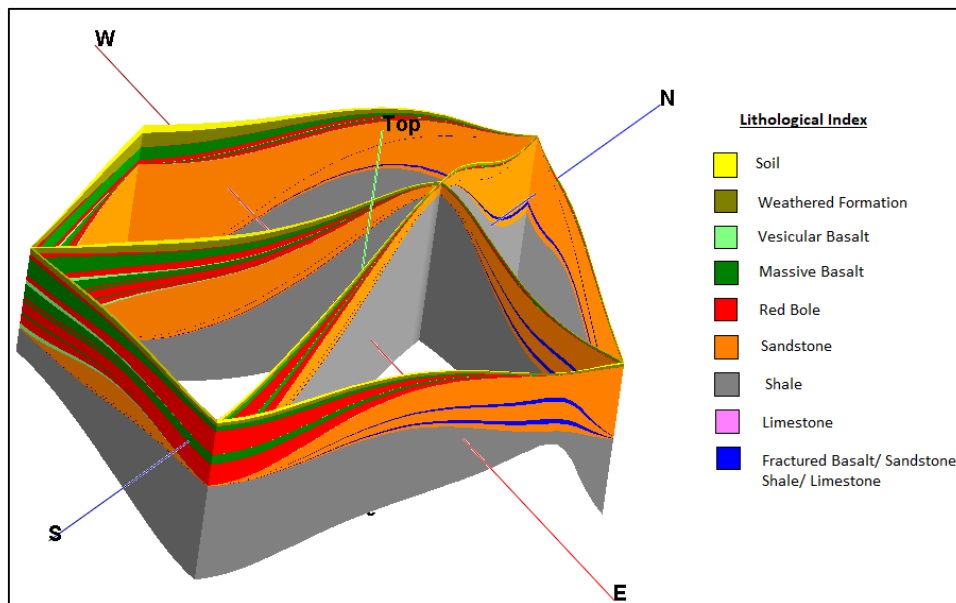 W
N
Top
S
E
Lithological Index
Soil
Weathered Formation
Vesicular Basalt
Massive Basalt
Red Bole
Sandstone
Shale
Limestone
Fractured Basalt/ Sandstone
Shale/ Limestone